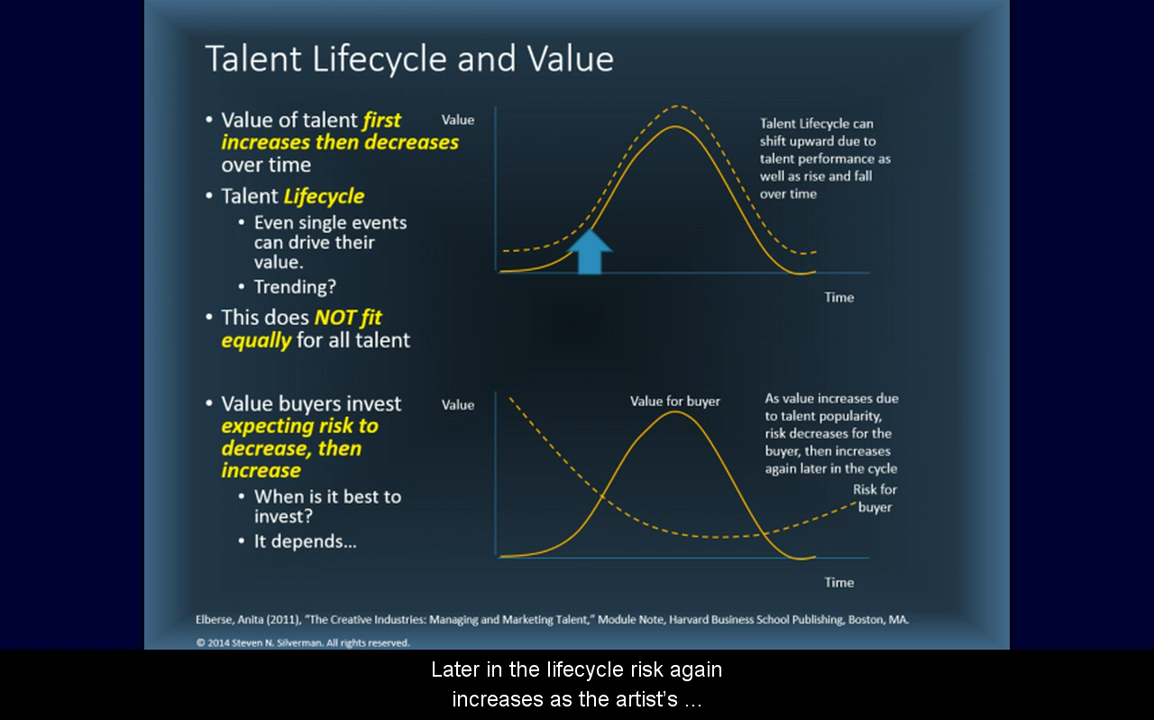 Talent Lifecycle and Value
• Value of talent first
increases then decreases
over time
• Talent Lifecycle
• Even single events
can drive their
value.
• Trending?
• This does NOT fit
equally for all talent
Value
Talent Lifecycle can
shift upward due to
talent performance as
well as rise and fall
over time
Time
• Value buyers invest
expecting risk to
decrease, then
increase
• When is it best to
invest?
• It depends...
Value
Value for buyer
As value increases due
to talent popularity,
risk decreases for the
buyer, then increases
again later in the cycle
Risk for
buyer
Time
Elberse, Anita (2011), "The Creative Industries: Managing and Marketing Talent," Module Note, Harvard Business School Publishing, Boston, MA.
© 2014 Steven N. Silverman. All rights reserved.
Later in the lifecycle risk again
increases as the artist's ...